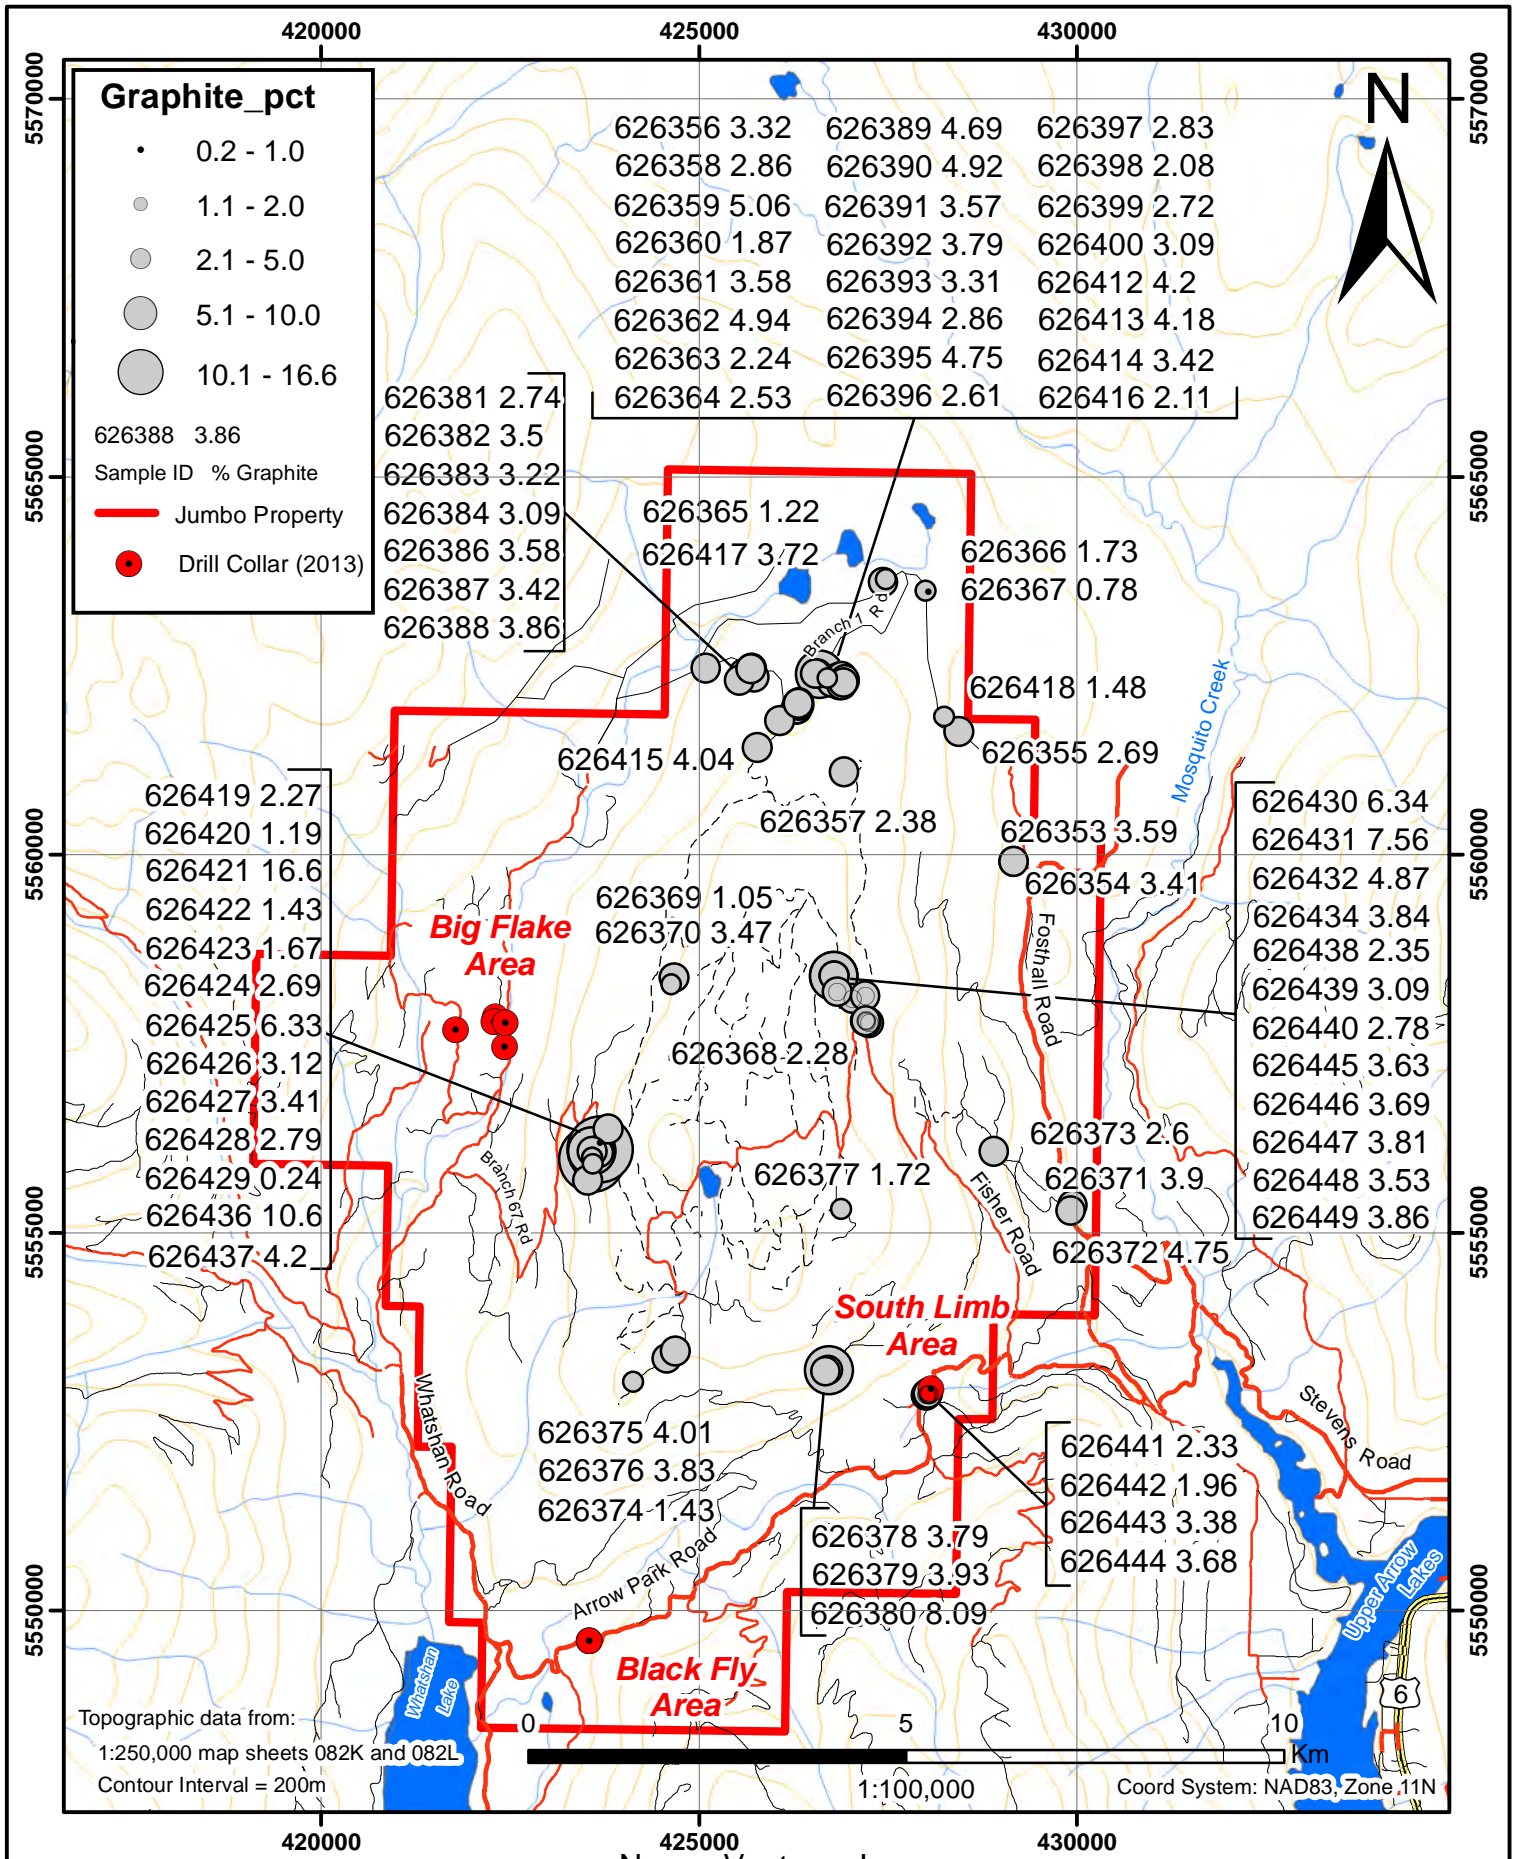 420000
425000
430000
5570000
5570000
5565000
5565000
5560000
5560000
5555000
5555000
5550000
5550000
Graphite_pct
0.2 - 1.0
1.1 - 2.0
2.1 - 5.0
5.1 - 10.0
10.1 - 16.6
626388 3.86
Sample ID % Graphite
Jumbo Property
Drill Collar (2013)
N
626356 3.32 626389 4.69 626397 2.83
626358 2.86 626390 4.92 626398 2.08
626359 5.06 626391 3.57 626399 2.72
626360 1.87 626392 3.79 626400 3.09
626361 3.58 626393 3.31 626412 4.2
626362 4.94 626394 2.86 626413 4.18
626363 2.24 626395 4.75 626414 3.42
626364 2.53 626396 2.61 626416 2.11
626381 2.74
626382 3.5
626383 3.22
626384 3.09
626386 3.58
626387 3.42
626388 3.86
626365 1.22
626417 3.72
626366 1.73
626367 0.78
Branch 1 Rd
626418 1.48
626355 2.69
626415 4.04
626357 2.38
Mosquito Creek
626353 3.59
626354 3.41
626419 2.27
626420 1.19
626421 16.6
626422 1.43
626423 1.67
626424 2.69
626425 6.33
626426 3.12
626427 3.41
626428 2.79
626429 0.24
626436 10.6
626437 4.2
626430 6.34
626431 7.56
626432 4.87
626434 3.84
626438 2.35
626439 3.09
626440 2.78
626445 3.63
626446 3.69
626447 3.81
626448 3.53
626449 3.86
Big Flake
Area
626369 1.05
626370 3.47
Fosthall Road
626368 2.28
626373 2.6
626371 3.9
626372 4.75
626377 1.72
Branch 67 Rd
Fisher Road
South Limb
Area
Whatshan Road
626375 4.01
626376 3.83
626374 1.43
626378 3.79
626379 3.93
626380 8.09
626441 2.33
626442 1.96
626443 3.38
626444 3.68
Stevens Road
Arrow Park Road
Black Fly
Area
Whatshan
Lake
Upper Arrow
Lakes
6
Topographic data from:
1:250,000 map sheets 082K and 082L
Contour Interval = 200m
0 5 10
Km
1:100,000
Coord System: NAD83, Zone 11N
420000
425000
430000